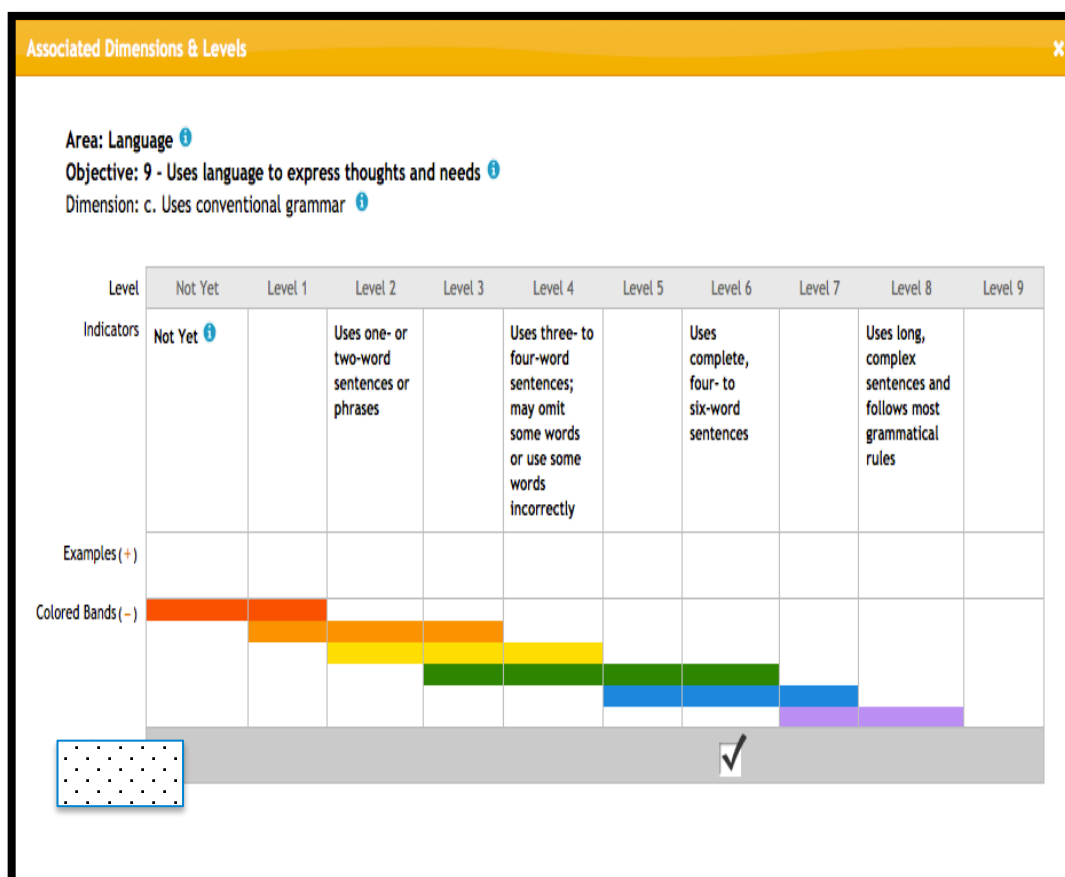 Associated Dimensions & Levels
Area: Language
Objective: 9 - Uses language to express thoughts and needs
Dimension: c. Uses conventional grammar
Level Not Yet Level 1 Level 2 Level 3 Level 4 Level 5 Level 6 Level 7 Level 8 Level 9
Indicators
Not Yet
Uses one- or
two-word
sentences or
phrases
Uses three- to
four-word
sentences;
may omit
some words
or use some
words
incorrectly
Uses
complete,
four- to
six-word
sentences
Uses long,
complex
sentences and
follows most
grammatical
rules
Examples (+)
Colored Bands (−)